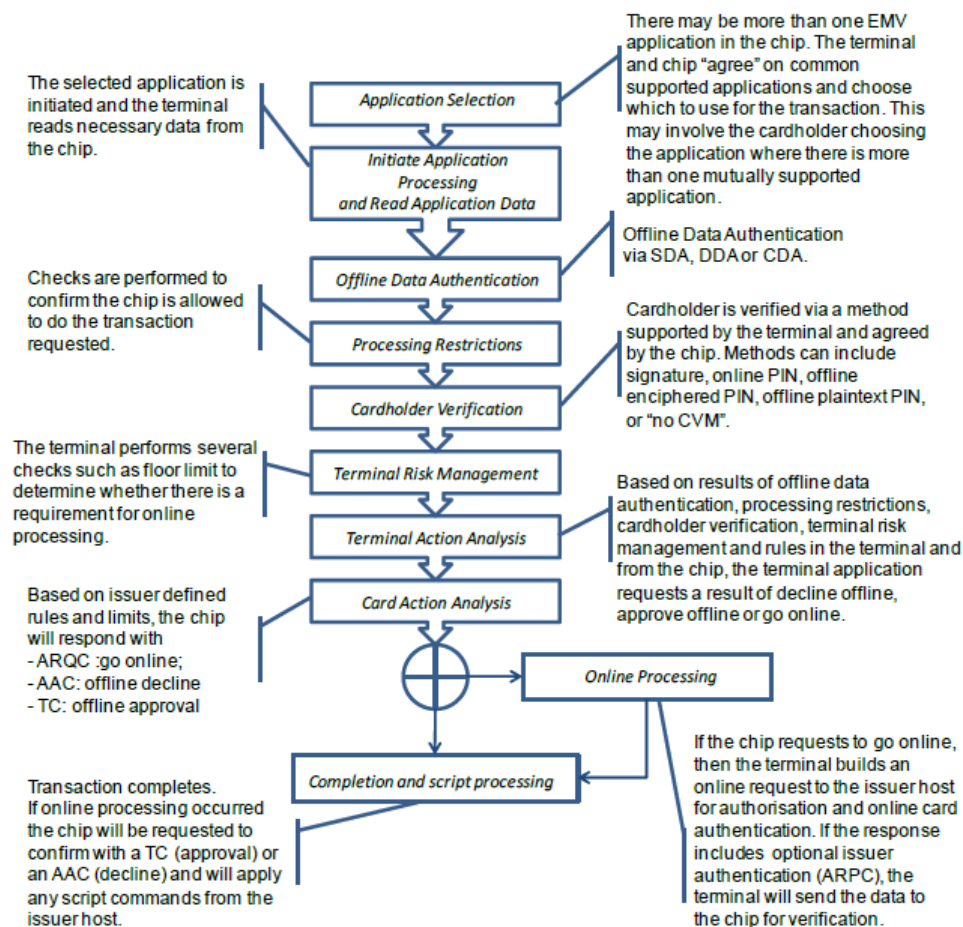 There may be more than one EMV
application in the chip. The terminal
and chip “agree” on common
supported applications and choose
which to use for the transaction. This
may involve the cardholder choosing
the application where there is more
than one mutually supported
application.
The selected application is
initiated and the terminal
reads necessary data from
the chip.
Application Selection
Initiate Application
Processing
and Read Application Data
Offline Data Authentication
via SDA, DDA or CDA.
Offline Data Authentication
Checks are performed to
confirm the chip is allowed
to do the transaction
requested.
Processing Restrictions
Cardholder is verified via a method
supported by the terminal and agreed
by the chip. Methods can include
signature, online PIN, offline
enciphered PIN, offline plaintext PIN,
or “no CVM”.
Cardholder Verification
The terminal performs several
checks such as floor limit to
determine whether there is a
requirement for online
processing.
Terminal Risk Management
Based on results of offline data
authentication, processing restrictions,
cardholder verification, terminal risk
management and rules in the terminal and
from the chip, the terminal application
requests a result of decline offline,
approve offline or go online.
Terminal Action Analysis
Based on issuer defined
rules and limits, the chip
will respond with
- ARQC :go online;
- AAC: offline decline
- TC: offline approval
Card Action Analysis
Online Processing
If the chip requests to go online,
then the terminal builds an
online request to the issuer host
for authorisation and online card
authentication. If the response
includes optional issuer
authentication (ARPC), the
terminal will send the data to
the chip for verification.
Completion and script processing
Transaction completes.
If online processing occurred
the chip will be requested to
confirm with a TC (approval) or
an AAC (decline) and will apply
any script commands from the
issuer host.